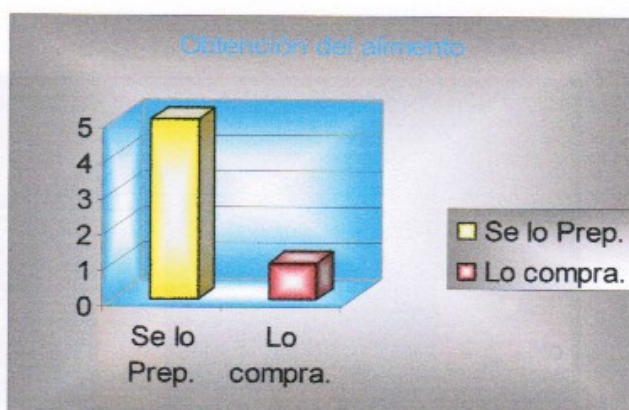 Obtención del alimento
5
4
3
2
1
0
Se lo
Prep.
Lo
compra.
Se lo Prep.
Lo compra.